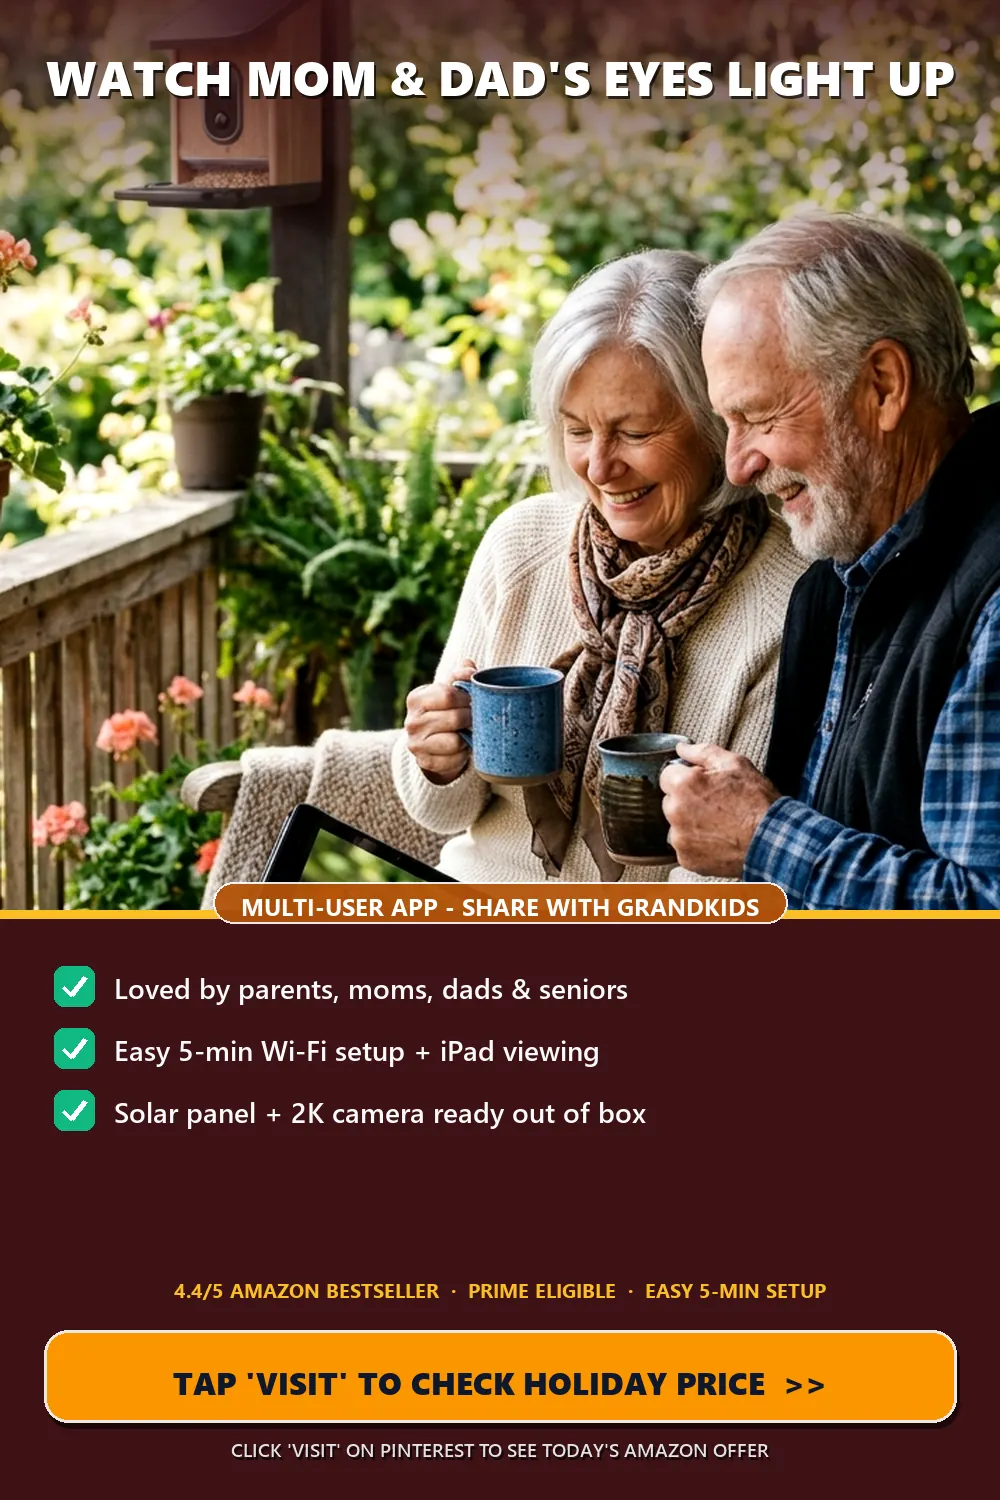 WATCH MOM & DAD'S EYES LIGHT UP
MULTI-USER APP - SHARE WITH GRANDKIDS
Loved by parents, moms, dads & seniors
Easy 5-min Wi-Fi setup + iPad viewing
Solar panel + 2K camera ready out of box
4.4/5 AMAZON BESTSELLER · PRIME ELIGIBLE · EASY 5-MIN SETUP
TAP 'VISIT' TO CHECK HOLIDAY PRICE >>
CLICK 'VISIT' ON PINTEREST TO SEE TODAY'S AMAZON OFFER